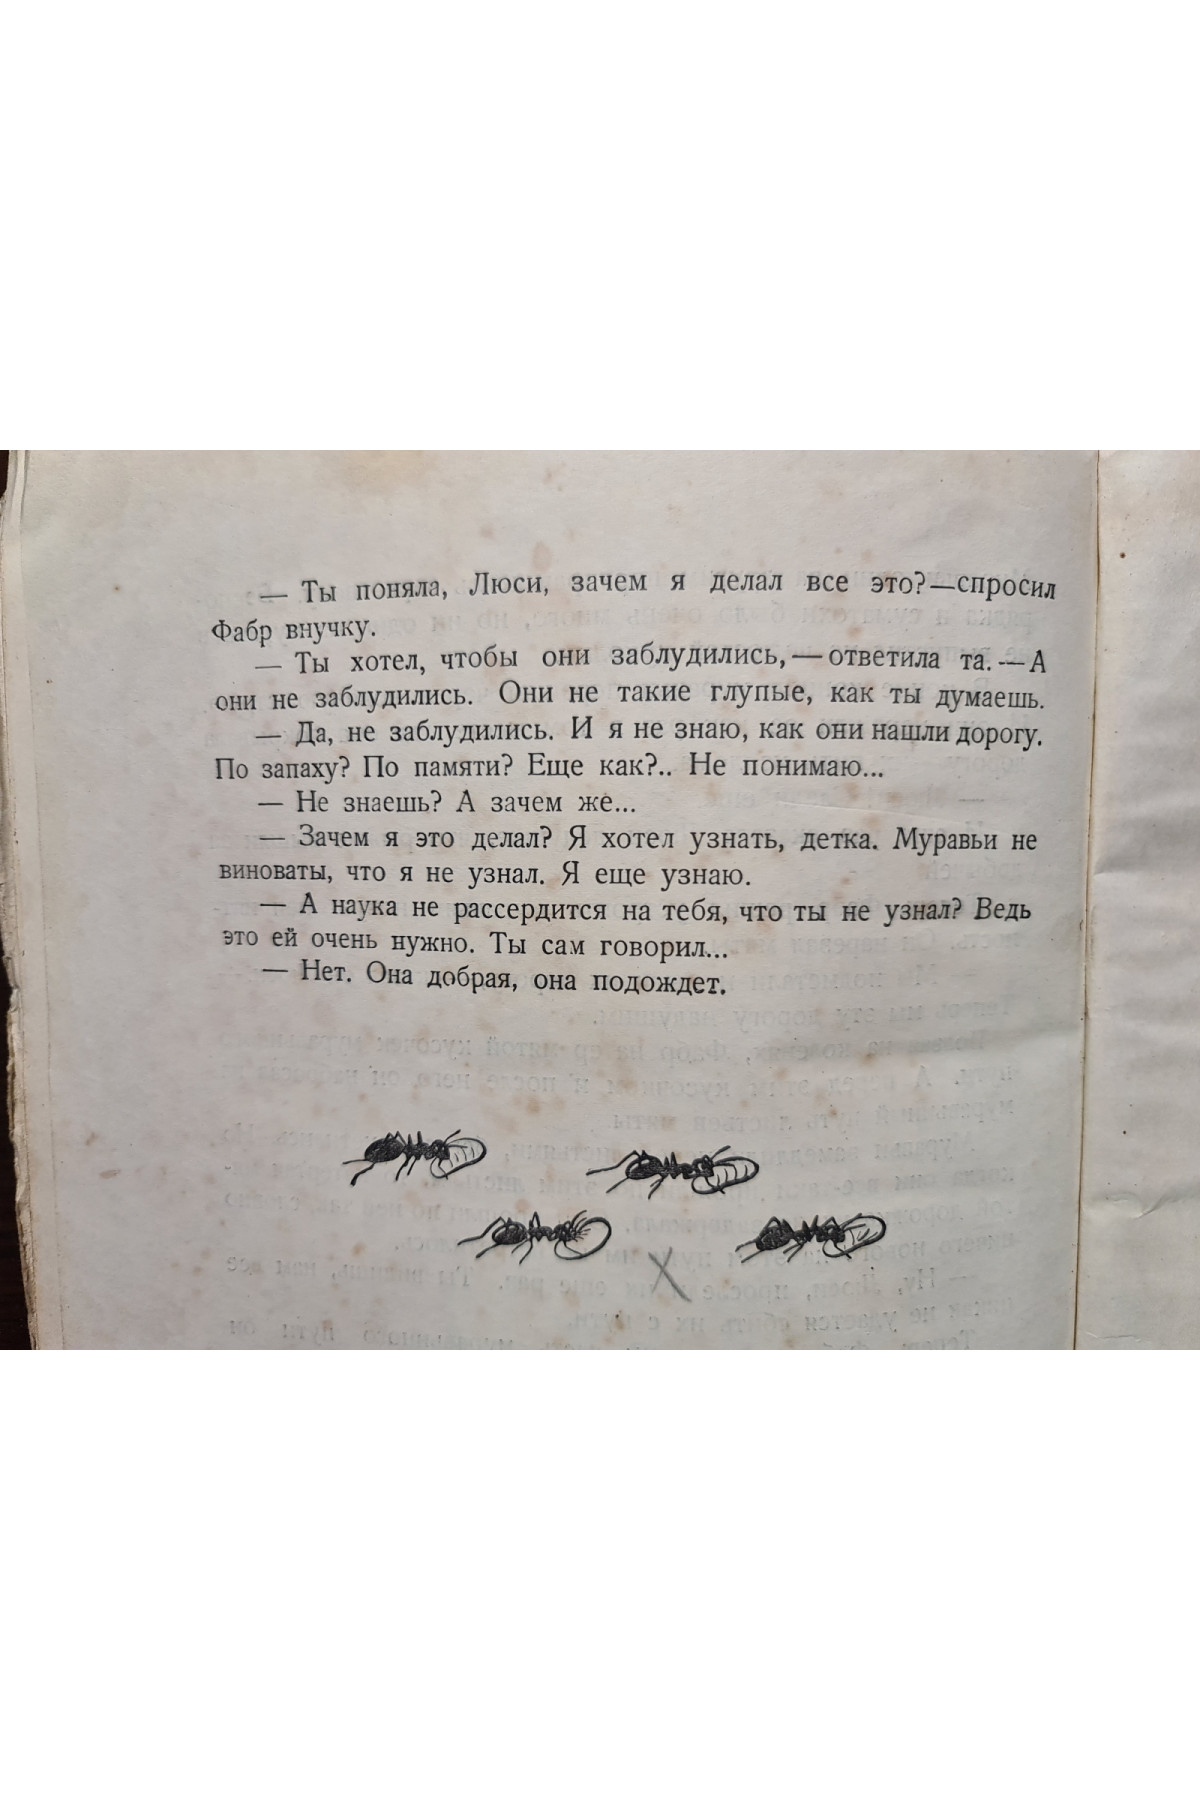 — Ты поняла, Люси, зачем я делал все это?—спросил
Фабр внучку.
— Ты хотел, чтобы они заблудились,—ответила та.—А
они не заблудились. Они не такие глупые, как ты думаешь.
— Да, не заблудились. И я не знаю, как они нашли дорогу.
По запаху? По памяти? Еще как?.. Не понимаю...
— Не знаешь? А зачем же...
— Зачем я это делал? Я хотел узнать, детка. Муравьи не
виноваты, что я не узнал. Я еще узнаю.
— А наука не рассердится на тебя, что ты не узнал? Ведь
это ей очень нужно. Ты сам говорил...
— Нет. Она добрая, она подождет.